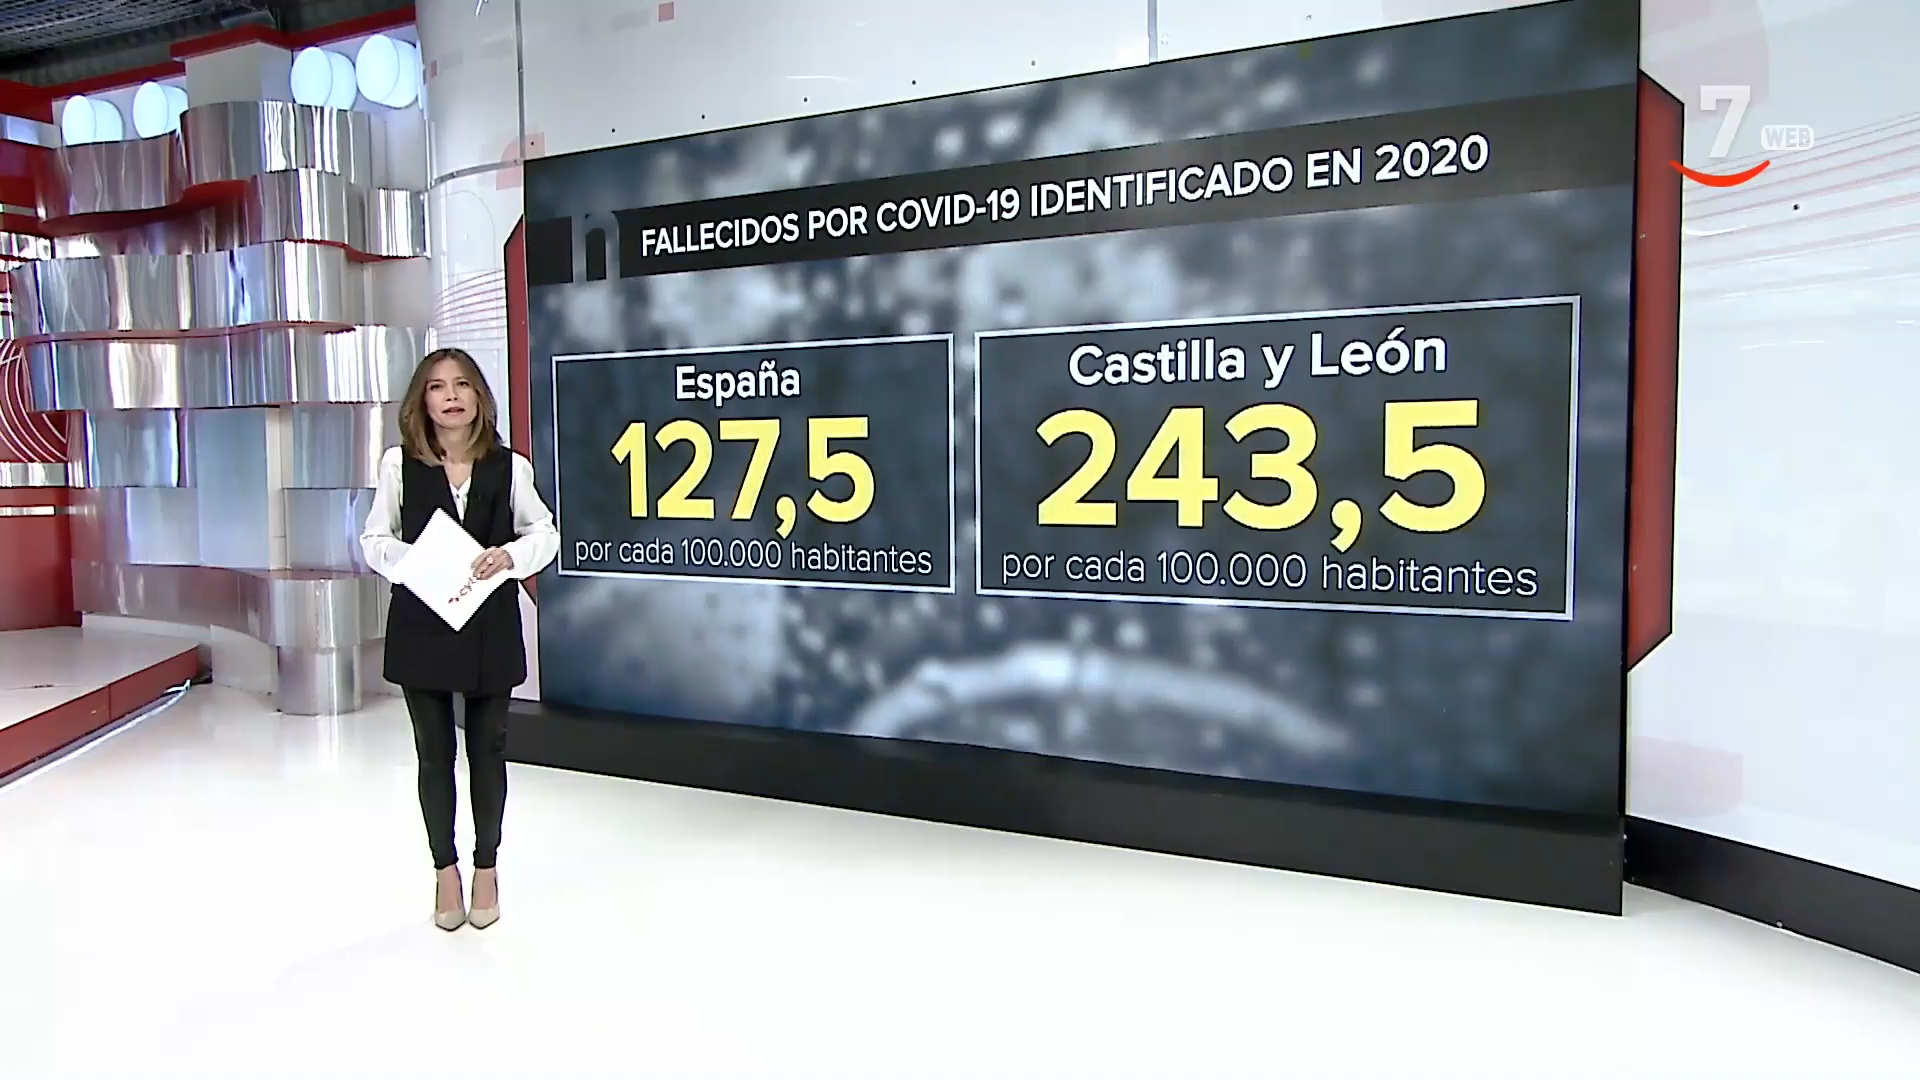 7 WEB
FALLECIDOS POR COVID-19 IDENTIFICADO EN 2020
España
127,5
por cada 100.000 habitantes
Castilla y León
243,5
por cada 100.000 habitantes